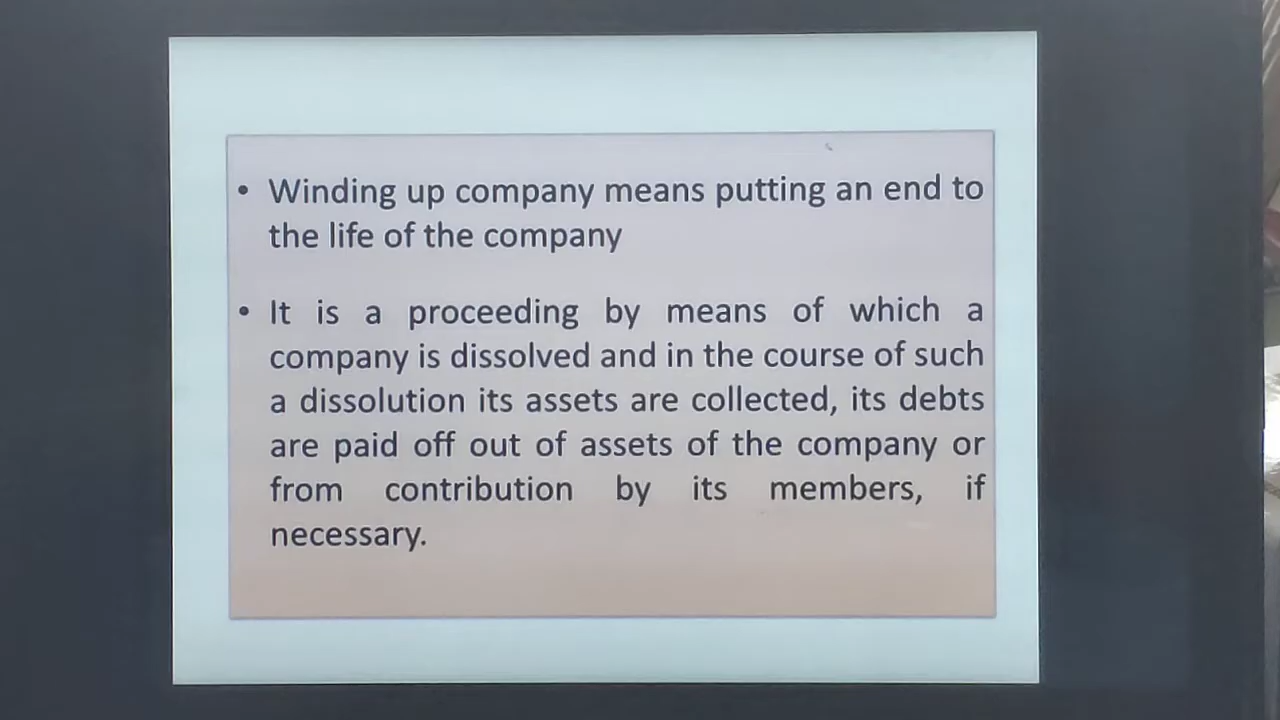 • Winding up company means putting an end to
the life of the company
• It is a proceeding by means of which a
company is dissolved and in the course of such
a dissolution its assets are collected, its debts
are paid off out of assets of the company or
from contribution by its members, if
necessary.